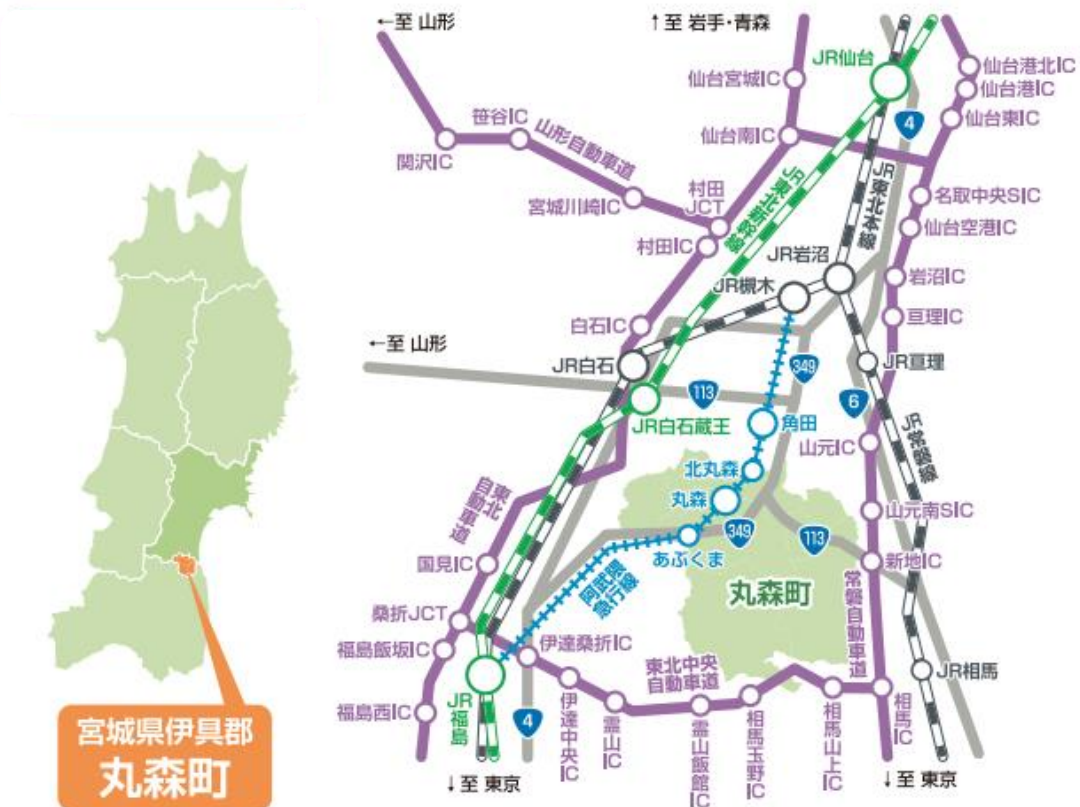 ←至 山形
↑至 岩手・青森
JR仙台
仙台宮城IC
仙台港北IC
仙台港IC
仙台東IC
4
笹谷IC
関沢IC
山形自動車道
仙台南IC
宮城川崎IC
村田
JCT
村田IC
JR東北新幹線
JR東北本線
名取中央SIC
仙台空港IC
JR岩沼
JR槻木
岩沼IC
白石IC
亘理IC
←至 山形
JR白石
349
JR亘理
113
6
JR白石蔵王
角田
山元IC
JR常磐線
北丸森
丸森
東北
自動車道
349
113
山元南SIC
あぶくま
国見IC
新地IC
阿武隈
急行線
丸森町
常磐自動車道
桑折JCT
福島飯坂IC
伊達桑折IC
東北中央
自動車道
JR相馬
福島西IC
JR
福島
4
伊達中央IC
霊山IC
霊山飯館IC
相馬玉野IC
相馬山上IC
相馬IC
↓至 東京
↓至 東京
宮城県伊具郡
丸森町